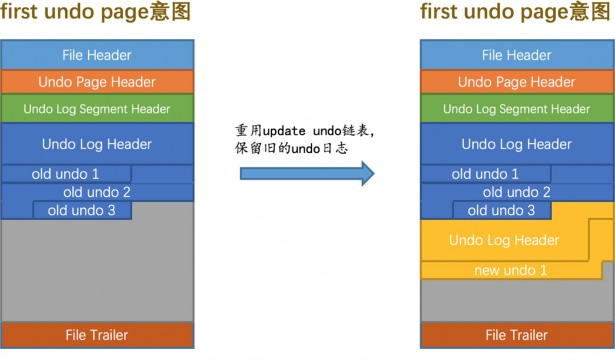 first undo page意图
File Header
Undo Page Header
Undo Log Segment Header
Undo Log Header
old undo 1
old undo 2
old undo 3
File Trailer
重用update undo链表，
保留旧的undo日志
first undo page意图
File Header
Undo Page Header
Undo Log Segment Header
Undo Log Header
old undo 1
old undo 2
old undo 3
Undo Log Header
new undo 1
File Trailer